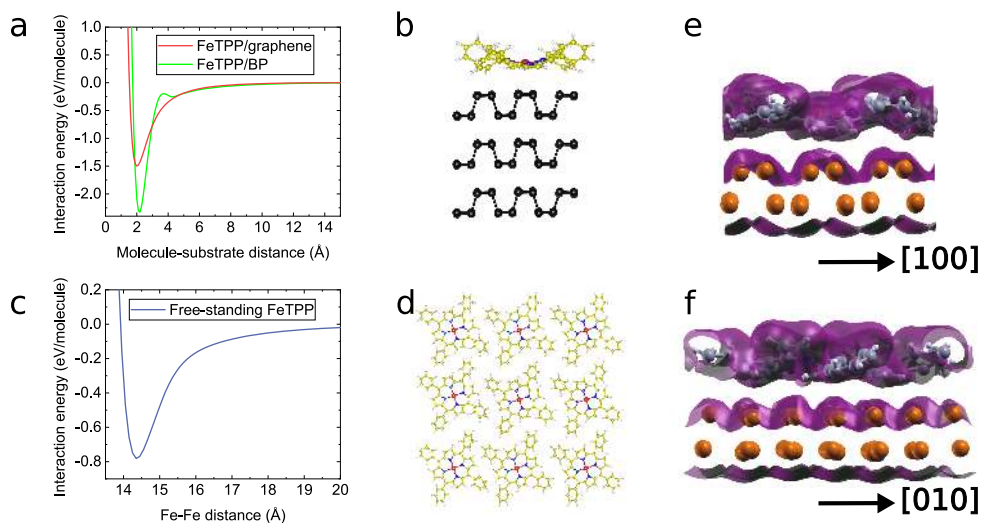 a
1.0
0.5
0.0
−0.5
−1.0
−1.5
−2.0
Interaction energy (eV/molecule)
FeTPP/graphene
FeTPP/BP
0 2 4 6 8 10 12 14
Molecule-substrate distance (Å)
b
c
0.2
0.0
−0.2
−0.4
−0.6
−0.8
Interaction energy (eV/molecule)
Free-standing FeTPP
14 15 16 17 18 19 20
Fe-Fe distance (Å)
d
e
[100]
f
[010]